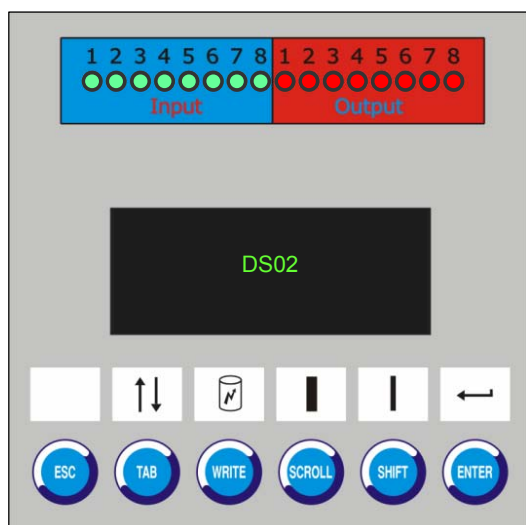 1 2 3 4 5 6 7 8 1 2 3 4 5 6 7 8
Input Output
DS02
ESC TAB WRITE SCROLL SHIFT ENTER